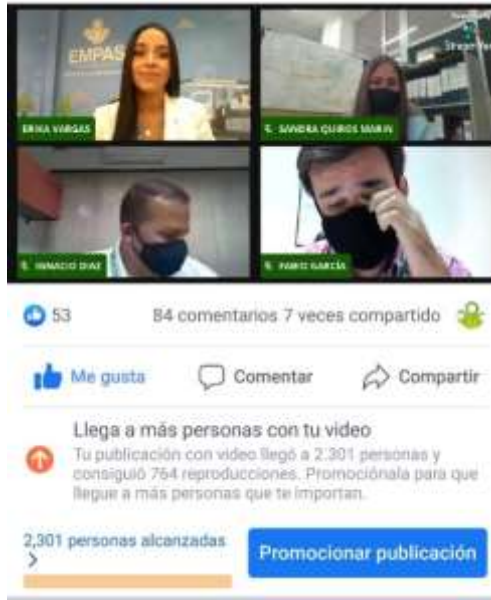 EMPAS
ERIKA VARGAS
SANDRA QUIROS MARIN
IGNACIO DIAZ
FABIO GARCÍA
53
84 comentarios 7 veces compartido
Me gusta
Comentar
Compartir
Llega a más personas con tu video
Tu publicación con video llegó a 2.301 personas y
consiguió 764 reproducciones. Promociónala para que
llegue a más personas que te importan.
2,301 personas alcanzadas
Promocionar publicación